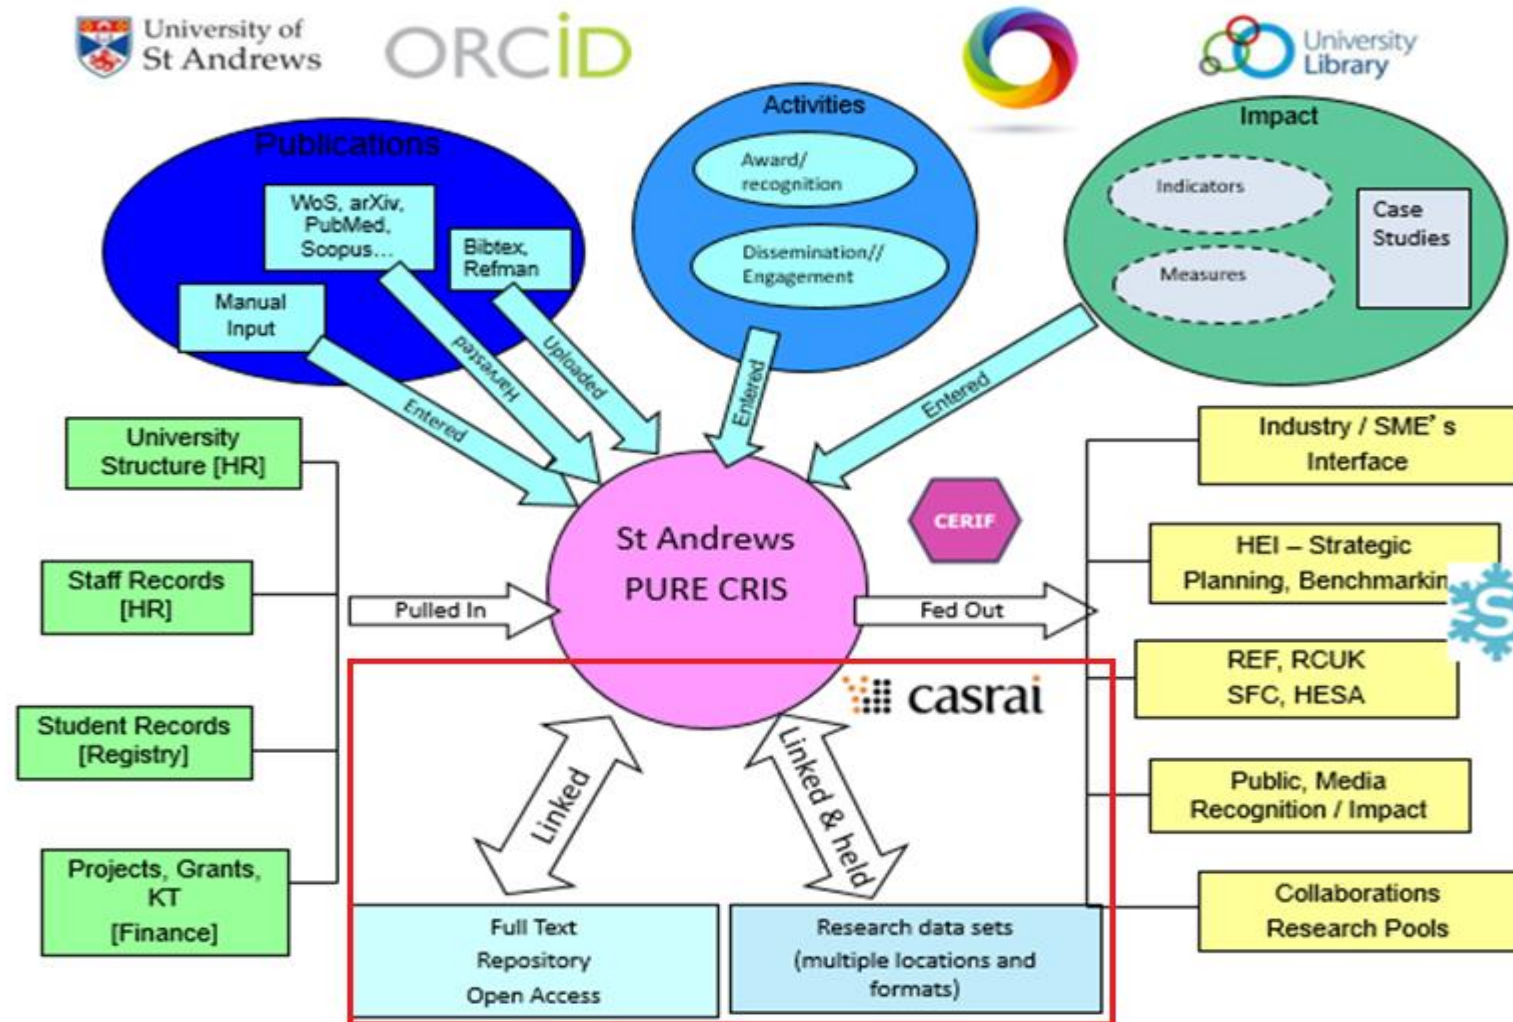 University of
St Andrews
ORCiD
University
Library
Publications
WoS, arXiv,
PubMed,
Scopus...
Bibtex,
Refman
Manual
Input
Entered
Harvested
Uploaded
Activities
Award/
recognition
Dissemination//
Engagement
Entered
Impact
Indicators
Measures
Case
Studies
Entered
University
Structure [HR]
Staff Records
[HR]
Student Records
[Registry]
Projects, Grants,
KT
[Finance]
Pulled In
St Andrews
PURE CRIS
CERIF
Fed Out
casrai
Linked
Linked & held
Full Text
Repository
Open Access
Research data sets
(multiple locations and
formats)
Industry / SME's
Interface
HEI – Strategic
Planning, Benchmarkin
S
REF, RCUK
SFC, HESA
Public, Media
Recognition / Impact
Collaborations
Research Pools